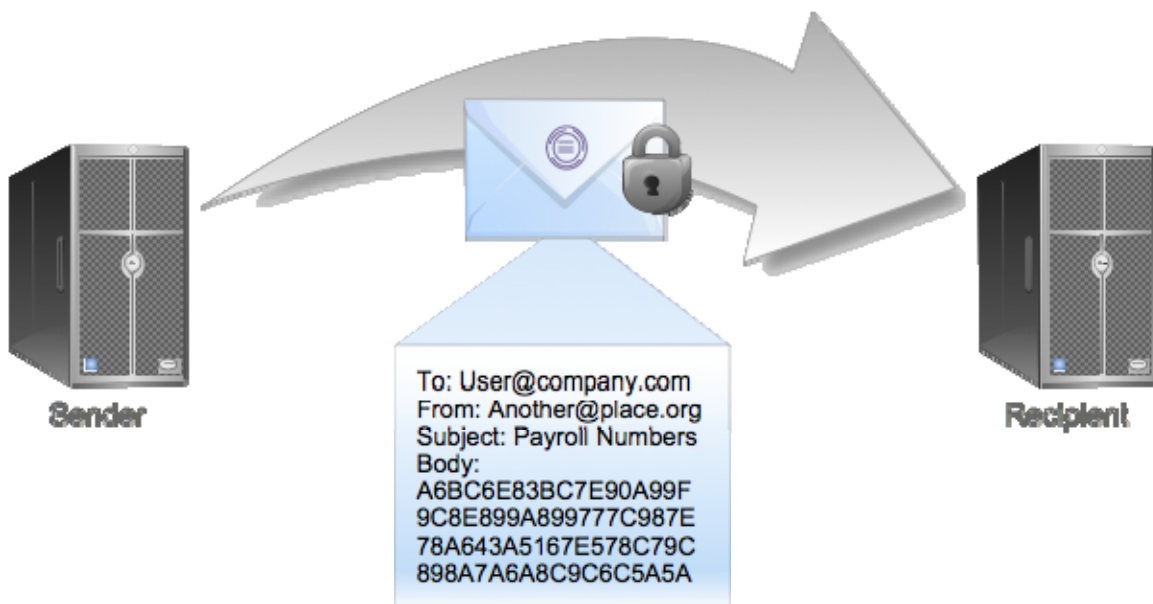 To: User@company.com
From: Another@place.org
Subject: Payroll Numbers
Body:
A6BC6E83BC7E90A99F
9C8E899A899777C987E
78A643A5167E578C79C
898A7A6A8C9C6C5A5A
Sender
Recipient